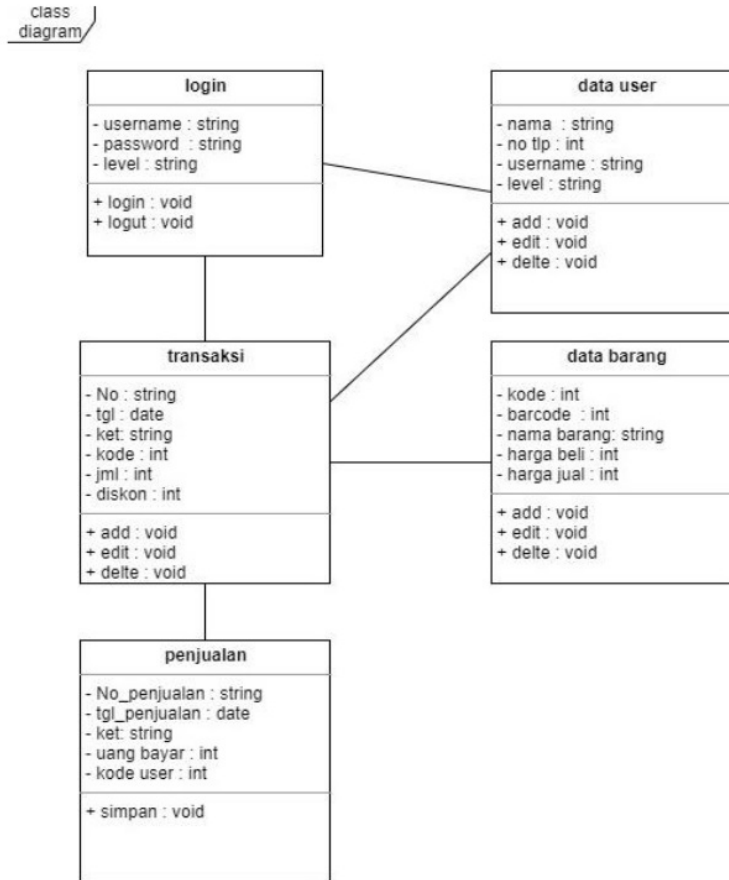 class
diagram
login
- username : string
- password  : string
- level : string
+ login : void
+ logut : void
data user
- nama  : string
- no tlp : int
- username : string
- level : string
+ add : void
+ edit : void
+ delte : void
transaksi
- No : string
- tgl : date
- ket: string
- kode : int
- jml : int
- diskon : int
+ add : void
+ edit : void
+ delte : void
data barang
- kode : int
- barcode  : int
- nama barang: string
- harga beli : int
- harga jual : int
+ add : void
+ edit : void
+ delte : void
penjualan
- No_penjualan : string
- tgl_penjualan : date
- ket: string
- uang bayar : int
- kode user : int
+ simpan : void